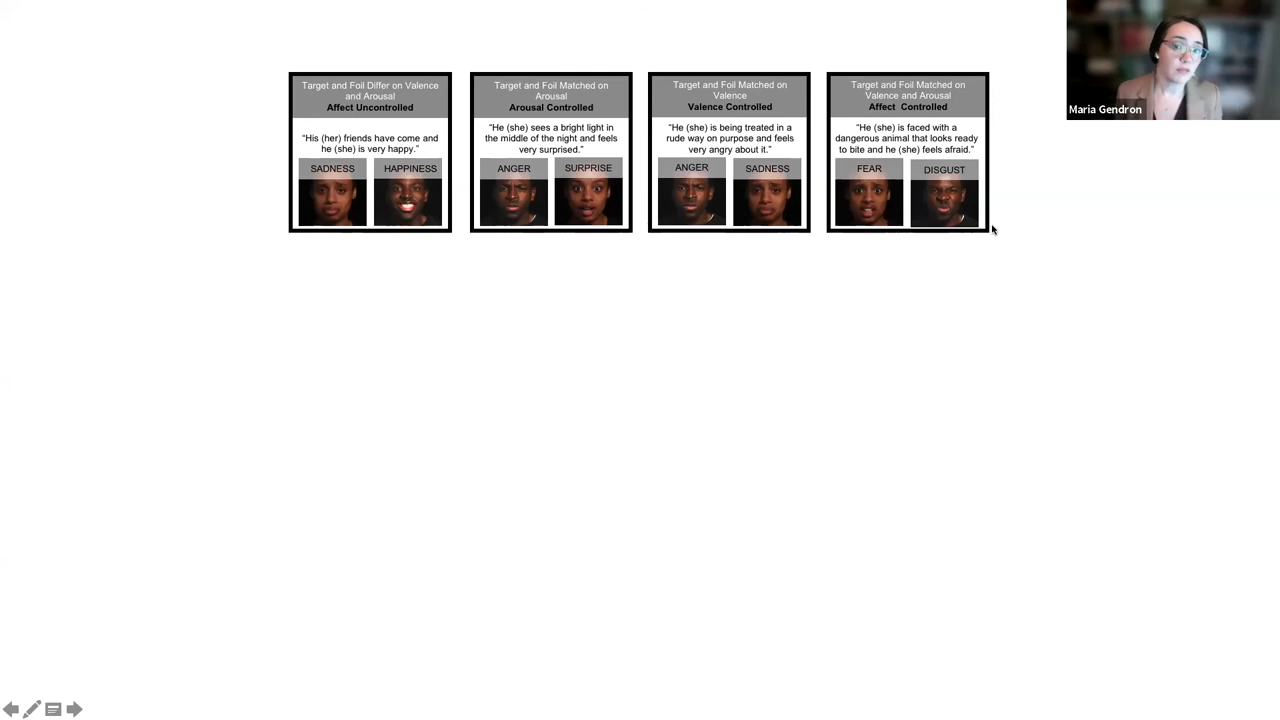 Target and Foil Differ on Valence
and Arousal
Affect Uncontrolled
"His (her) friends have come and
he (she) is very happy."
SADNESS
HAPPINESS
Target and Foil Matched on
Arousal
Arousal Controlled
"He (she) sees a bright light in
the middle of the night and feels
very surprised."
ANGER
SURPRISE
Target and Foil Matched on
Valence
Valence Controlled
"He (she) is being treated in a
rude way on purpose and feels
very angry about it."
ANGER
SADNESS
Target and Foil Matched on
Valence and Arousal
Affect Controlled
"He (she) is faced with a
dangerous animal that looks ready
to bite and he (she) feels afraid."
FEAR
DISGUST
Maria Gendron